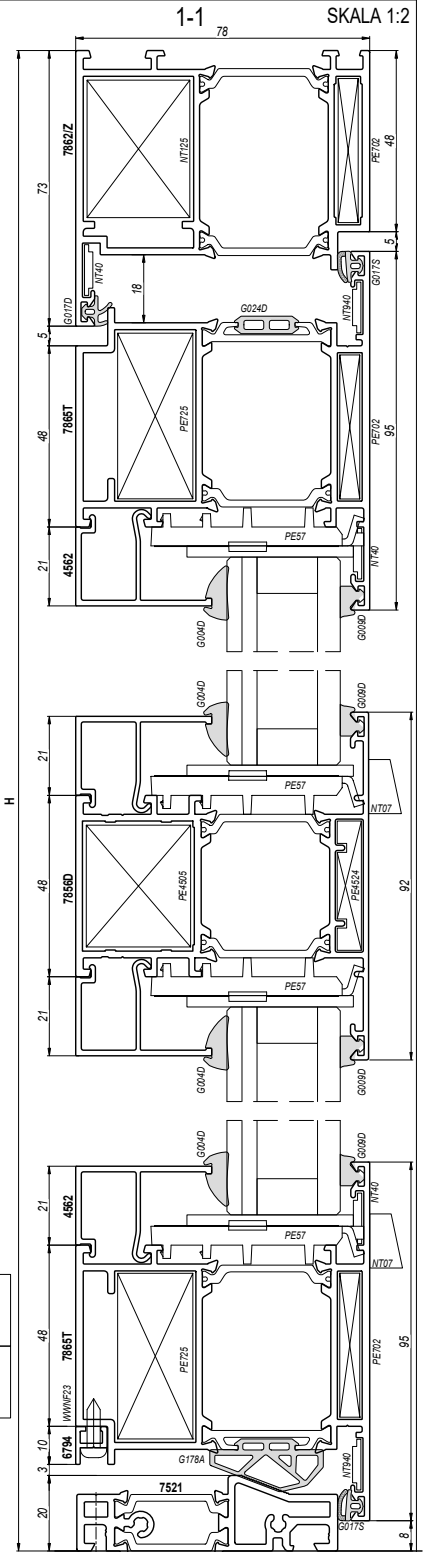 1-1
SKALA 1:2
78
7862/Z
NT125
PE702
48
73
5
G017S
NT40
G017D
18
NT940
G024D
5
48
7865T
PE725
PE702
95
PE57
21
4562
NT40
G004D
G009D
G004D
G009D
21
PE57
NT07
H
48
7856D
PE4505
PE4524
92
PE57
21
G004D
G009D
G004D
G009D
21
4562
NT40
PE57
NT07
48
7865T
WWNF23
PE725
PE702
95
10
6794
G178A
NT940
3
7521
20
G017S
8